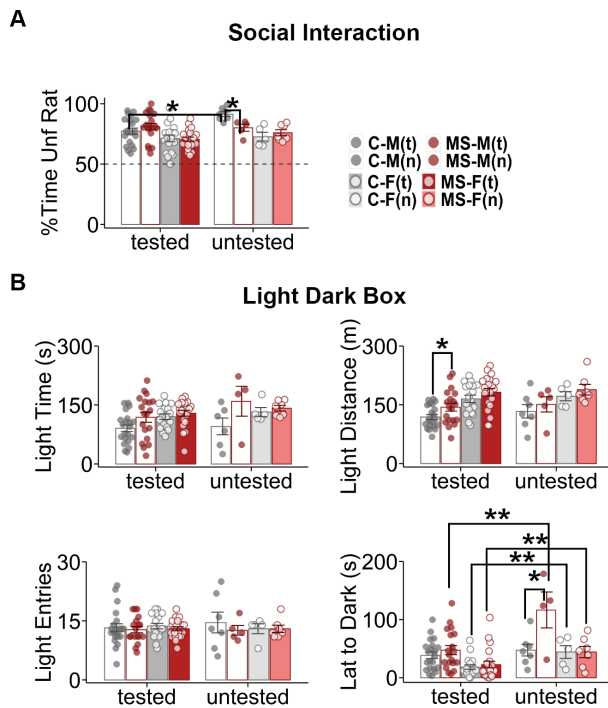 A
Social Interaction
%Time Unf Rat
100
50
0
*
*
tested
untested
C-M(t) MS-M(t)
C-M(n) MS-M(n)
C-F(t) MS-F(t)
C-F(n) MS-F(n)
B
Light Dark Box
Light Time (s)
300
150
0
tested
untested
Light Distance (m)
300
150
0
*
tested
untested
Light Entries
30
15
0
tested
untested
Lat to Dark (s)
200
100
0
**
**
**
*
tested
untested